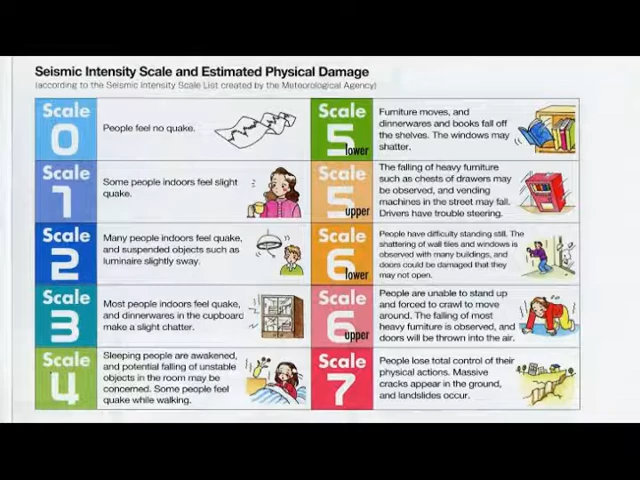 Seismic Intensity Scale and Estimated Physical Damage
(according to the Seismic Intensity Scale List created by the Meteorological Agency)
Scale
0
People feel no quake.
Scale
1
Some people indoors feel slight
quake.
Scale
2
Many people indoors feel quake,
and suspended objects such as
luminaire slightly sway.
Scale
3
Most people indoors feel quake,
and dinnerwares in the cupboard
make a slight chatter.
Scale
4
Sleeping people are awakened,
and potential falling of unstable
objects in the room may be
concerned. Some people feel
quake while walking.
Scale
5
lower
Furniture moves, and
dinnerwares and books fall off
the shelves. The windows may
shatter.
Scale
5
upper
The falling of heavy furniture
such as chests of drawers may
be observed, and vending
machines in the street may fall.
Drivers have trouble steering.
Scale
6
lower
People have difficulty standing still. The
shattering of wall tiles and windows is
observed with many buildings, and
doors could be damaged that they
may not open.
Scale
6
upper
People are unable to stand up
and forced to crawl to move
around. The falling of most
heavy furniture is observed, and
doors will be thrown into the air.
Scale
7
People lose total control of their
physical actions. Massive
cracks appear in the ground,
and landslides occur.